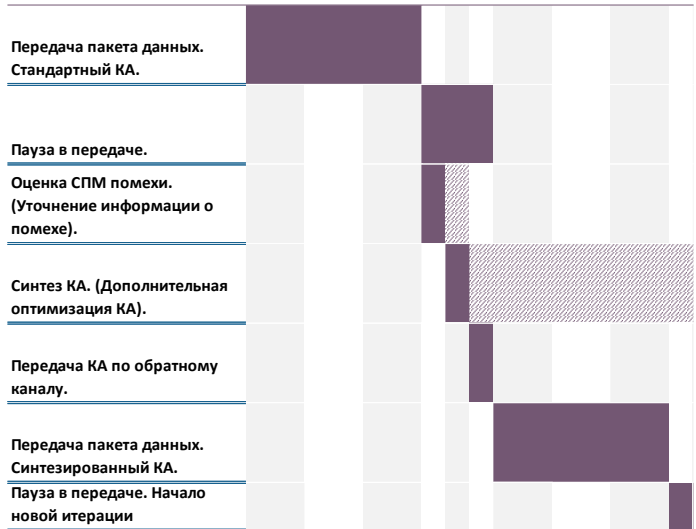 Передача пакета данных.
Стандартный КА.
Пауза в передаче.
Оценка СПМ помехи.
(Уточнение информации о
помехе).
Синтез КА. (Дополнительная
оптимизация КА).
Передача КА по обратному
каналу.
Передача пакета данных.
Синтезированный КА.
Пауза в передаче. Начало
новой итерации